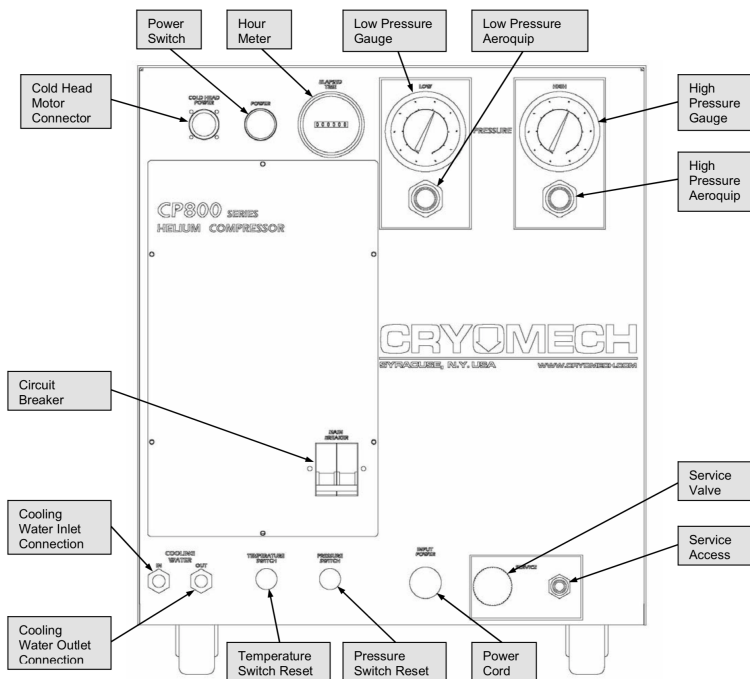 Power
Switch
Hour
Meter
Low Pressure
Gauge
Low Pressure
Aeroquip
Cold Head
Motor
Connector
High
Pressure
Gauge
High
Pressure
Aeroquip
Circuit
Breaker
Cooling
Water Inlet
Connection
Cooling
Water Outlet
Connection
Service
Valve
Service
Access
Temperature
Switch Reset
Pressure
Switch Reset
Power
Cord
COLD HEAD
POWER
POWER
ELAPSED
TIME
000000
LOW
PRESSURE
HIGH
CP800 SERIES
HELIUM COMPRESSOR
CRYOMECH
SYRACUSE, N.Y. USA
WWW.CRYOMECH.COM
MAIN
BREAKER
COOLING
WATER
IN
OUT
TEMPERATURE
SWITCH
PRESSURE
SWITCH
INPUT
POWER
SERVICE